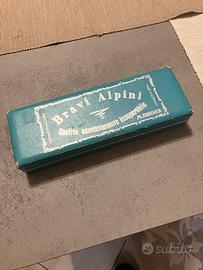 Bravi Alpini
Qualità assolutamente insuperabile
M. HOHNER
subito